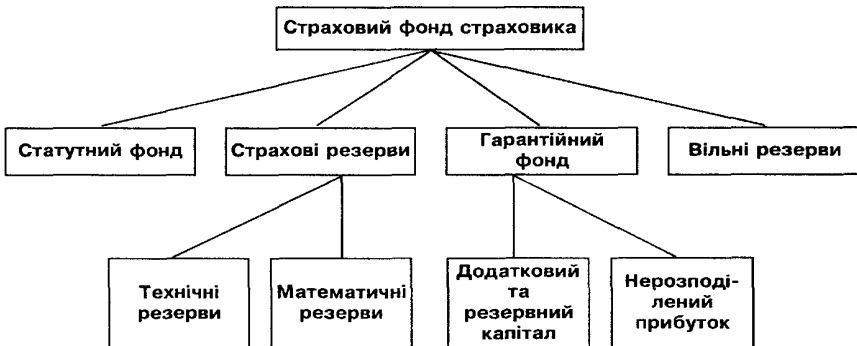 Страховий фонд страховика
Статутний фонд
Страхові резерви
Гарантійний
фонд
Вільні резерви
Технічні
резерви
Математичні
резерви
Додатковий
та
резервний
капітал
Нерозподі-
лений
прибуток